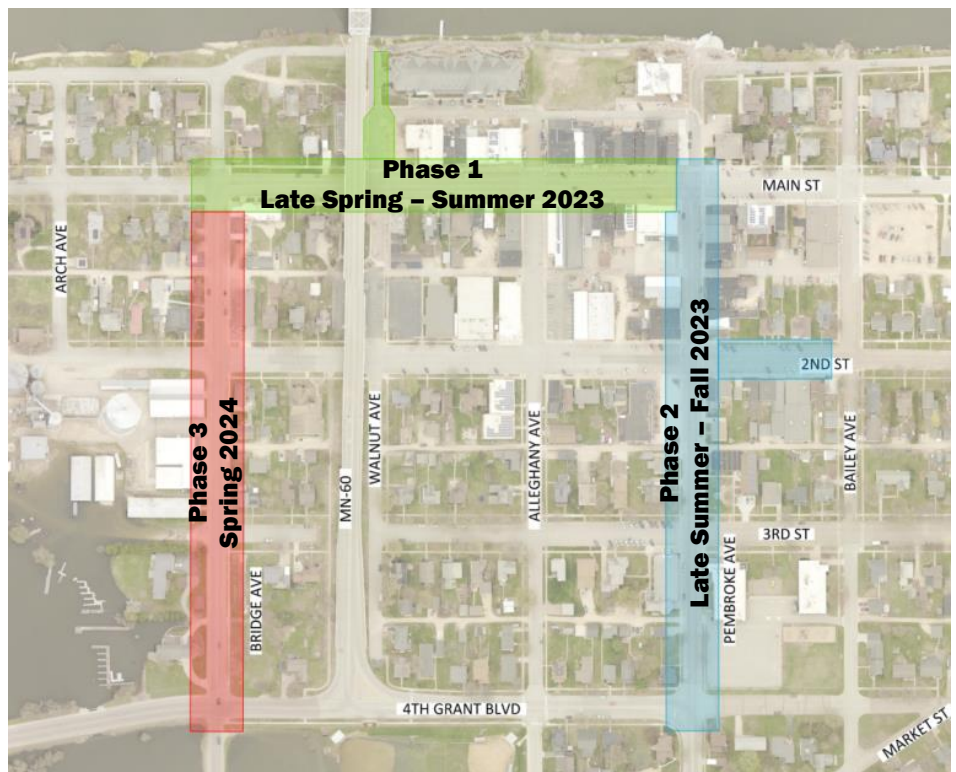 Phase 1
Late Spring – Summer 2023
MAIN ST
ARCH AVE
2ND ST
Phase 3
Spring 2024
WALNUT AVE
MN-60
ALLEGHANY AVE
Phase 2
Late Summer – Fall 2023
BAILEY AVE
3RD ST
BRIDGE AVE
PEMBROKE AVE
4TH GRANT BLVD
MARKET ST